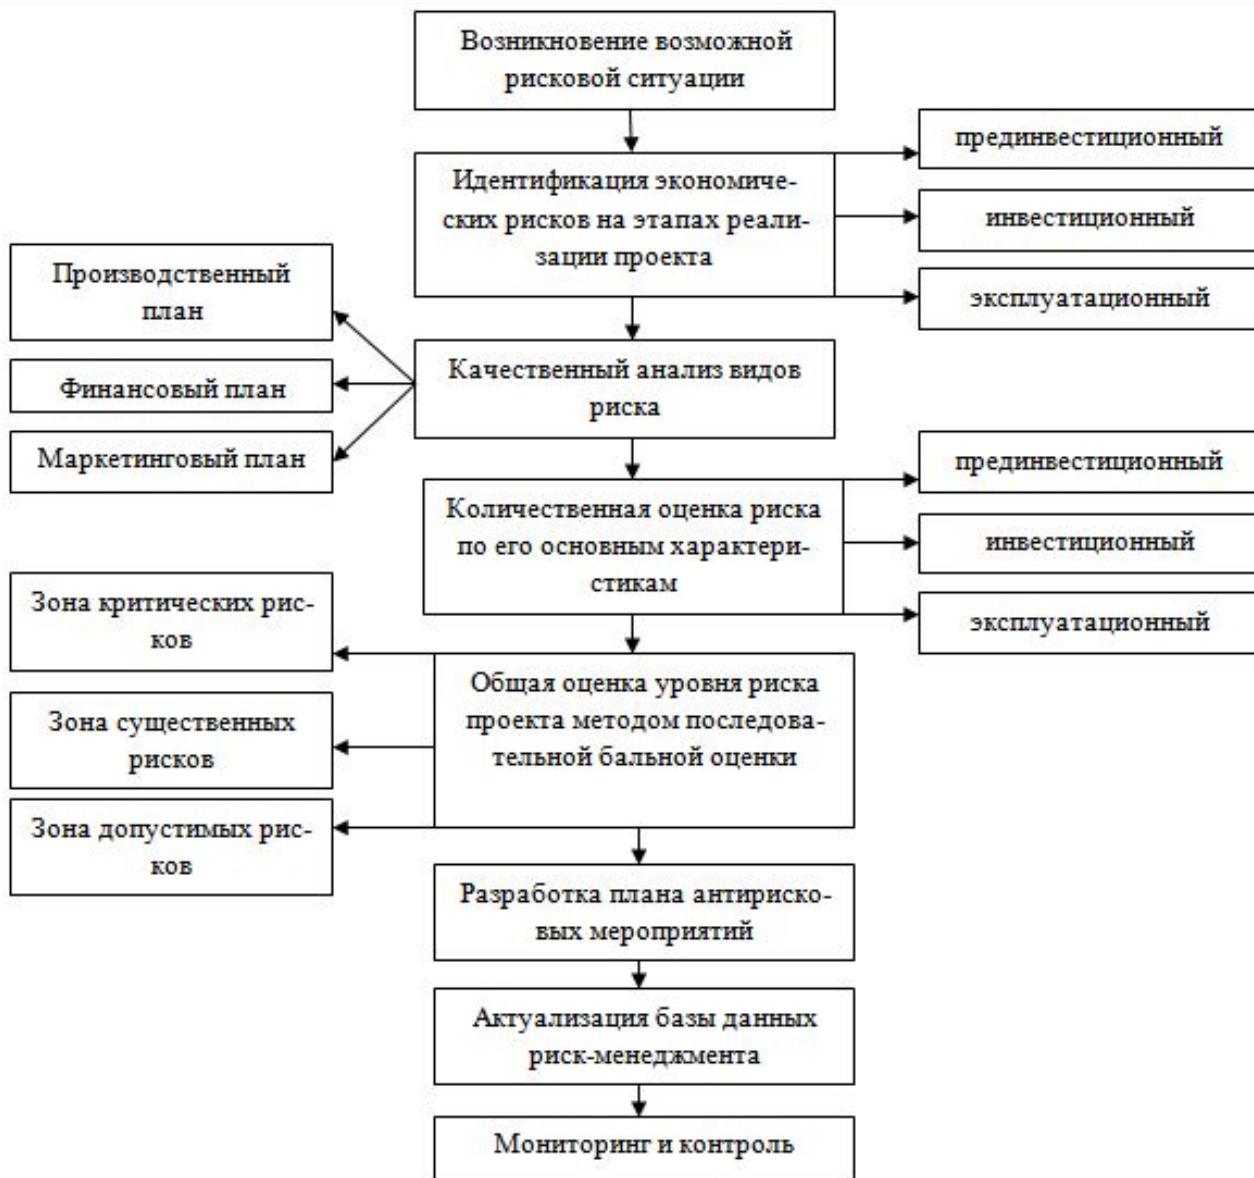 Возникновение возможной
рисковой ситуации
прединвестиционный
Идентификация экономиче-
ских рисков на этапах реали-
зации проекта
инвестиционный
эксплуатационный
Производственный
план
Финансовый план
Маркетинговый план
Качественный анализ видов
риска
прединвестиционный
Количественная оценка риска
по его основным характери-
стикам
инвестиционный
эксплуатационный
Зона критических рис-
ков
Зона существенных
рисков
Зона допустимых рис-
ков
Общая оценка уровня риска
проекта методом последова-
тельной бальной оценки
Разработка плана антириско-
вых мероприятий
Актуализация базы данных
риск-менеджмента
Мониторинг и контроль